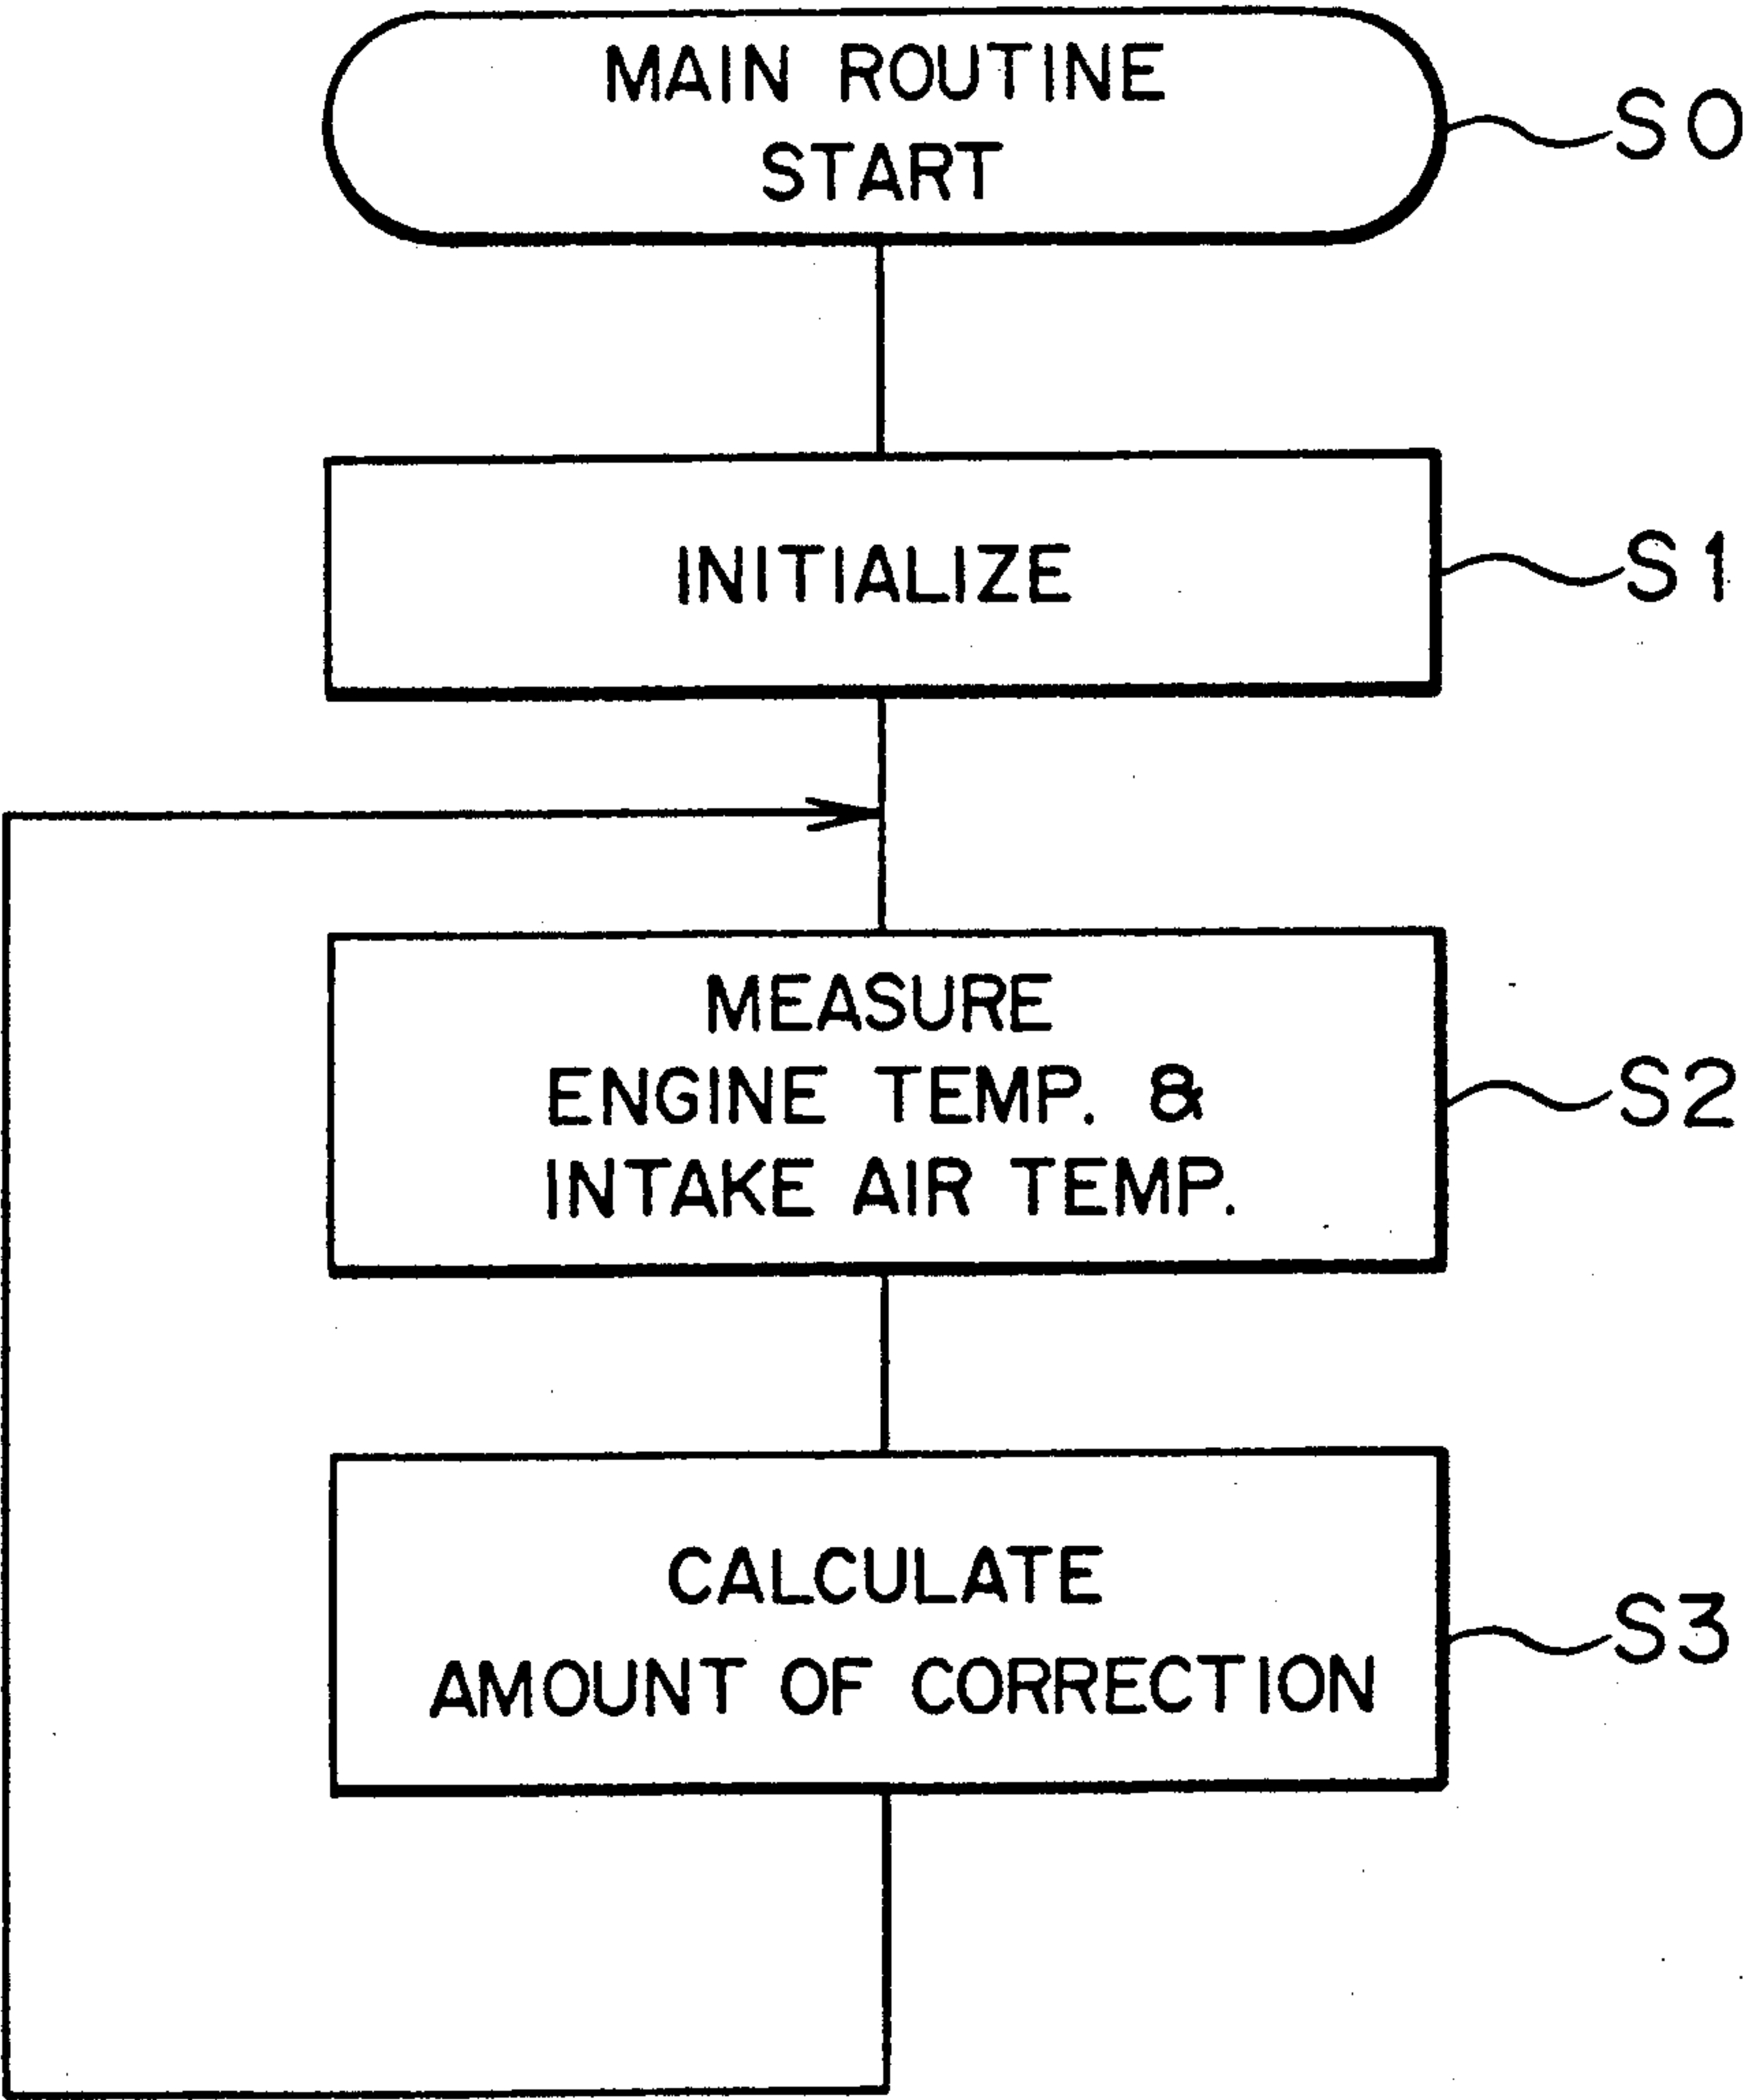 MAIN ROUTINE
START
S0
INITIALIZE
S1
MEASURE
ENGINE TEMP. &
INTAKE AIR TEMP.
S2
CALCULATE
AMOUNT OF CORRECTION
S3